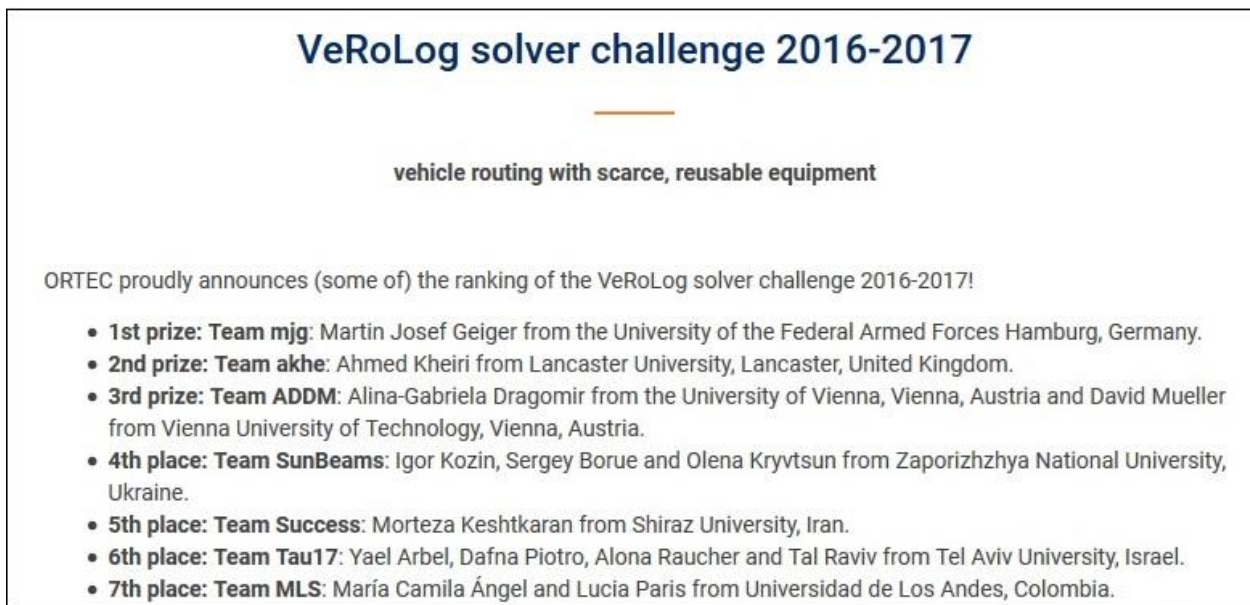 VeRoLog solver challenge 2016-2017
vehicle routing with scarce, reusable equipment
ORTEC proudly announces (some of) the ranking of the VeRoLog solver challenge 2016-2017!
• 1st prize: Team mjg: Martin Josef Geiger from the University of the Federal Armed Forces Hamburg, Germany.
• 2nd prize: Team akhe: Ahmed Kheiri from Lancaster University, Lancaster, United Kingdom.
• 3rd prize: Team ADDM: Alina-Gabriela Dragomir from the University of Vienna, Vienna, Austria and David Mueller
from Vienna University of Technology, Vienna, Austria.
• 4th place: Team SunBeams: Igor Kozin, Sergey Borue and Olena Kryvtsun from Zaporizhzhya National University,
Ukraine.
• 5th place: Team Success: Morteza Keshtkaran from Shiraz University, Iran.
• 6th place: Team Tau17: Yael Arbel, Dafna Piotro, Alona Raucher and Tal Raviv from Tel Aviv University, Israel.
• 7th place: Team MLS: María Camila Ángel and Lucia Paris from Universidad de Los Andes, Colombia.